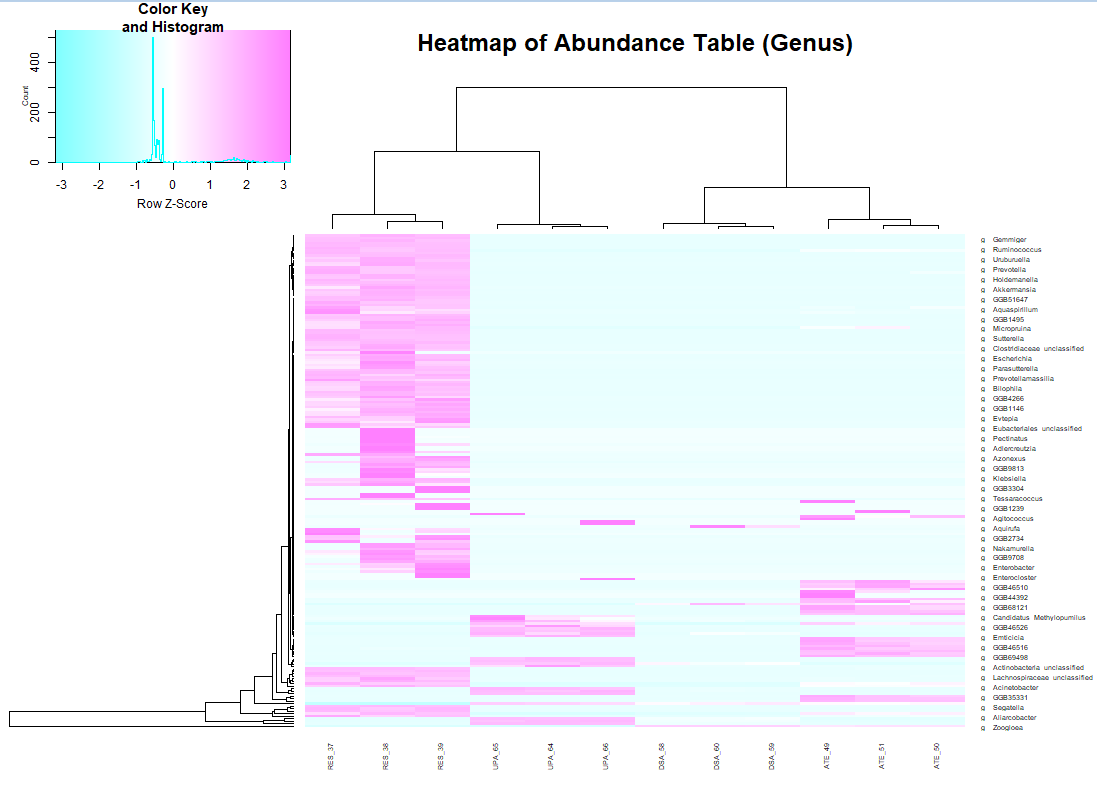 Color Key
and Histogram
Heatmap of Abundance Table (Genus)
Count
0
200
400
-3 -2 -1 0 1 2 3
Row Z-Score
g Gemmiger
g Ruminococcus
g Uruburuella
g Prevotella
g Holdemanella
g Akkermansia
g GGB51647
g Aquaspirillum
g GGB1495
g Micropruina
g Sutterella
g Clostridiaceae unclassified
g Escherichia
g Parasutterella
g Prevotellamassilia
g Bilophila
g GGB4266
g GGB1146
g Evtepia
g Eubacteriales unclassified
g Pectinatus
g Adlercreutzia
g Azonexus
g GGB9813
g Klebsiella
g GGB3304
g Tessaracoccus
g GGB1239
g Agitococcus
g Aquirufa
g GGB2734
g Nakamurella
g GGB9708
g Enterobacter
g Enterocloster
g GGB46510
g GGB44392
g GGB68121
g Candidatus Methylopumilus
g GGB46526
g Emticicia
g GGB46516
g GGB69498
g Actinobacteria unclassified
g Lachnospiraceae unclassified
g Acinetobacter
g GGB35331
g Segatella
g Aliarcobacter
g Zoogloea
RES_37 RES_38 RES_39 UPA_65 UPA_64 UPA_66 DSA_58 DSA_60 DSA_59 ATE_49 ATE_51 ATE_50